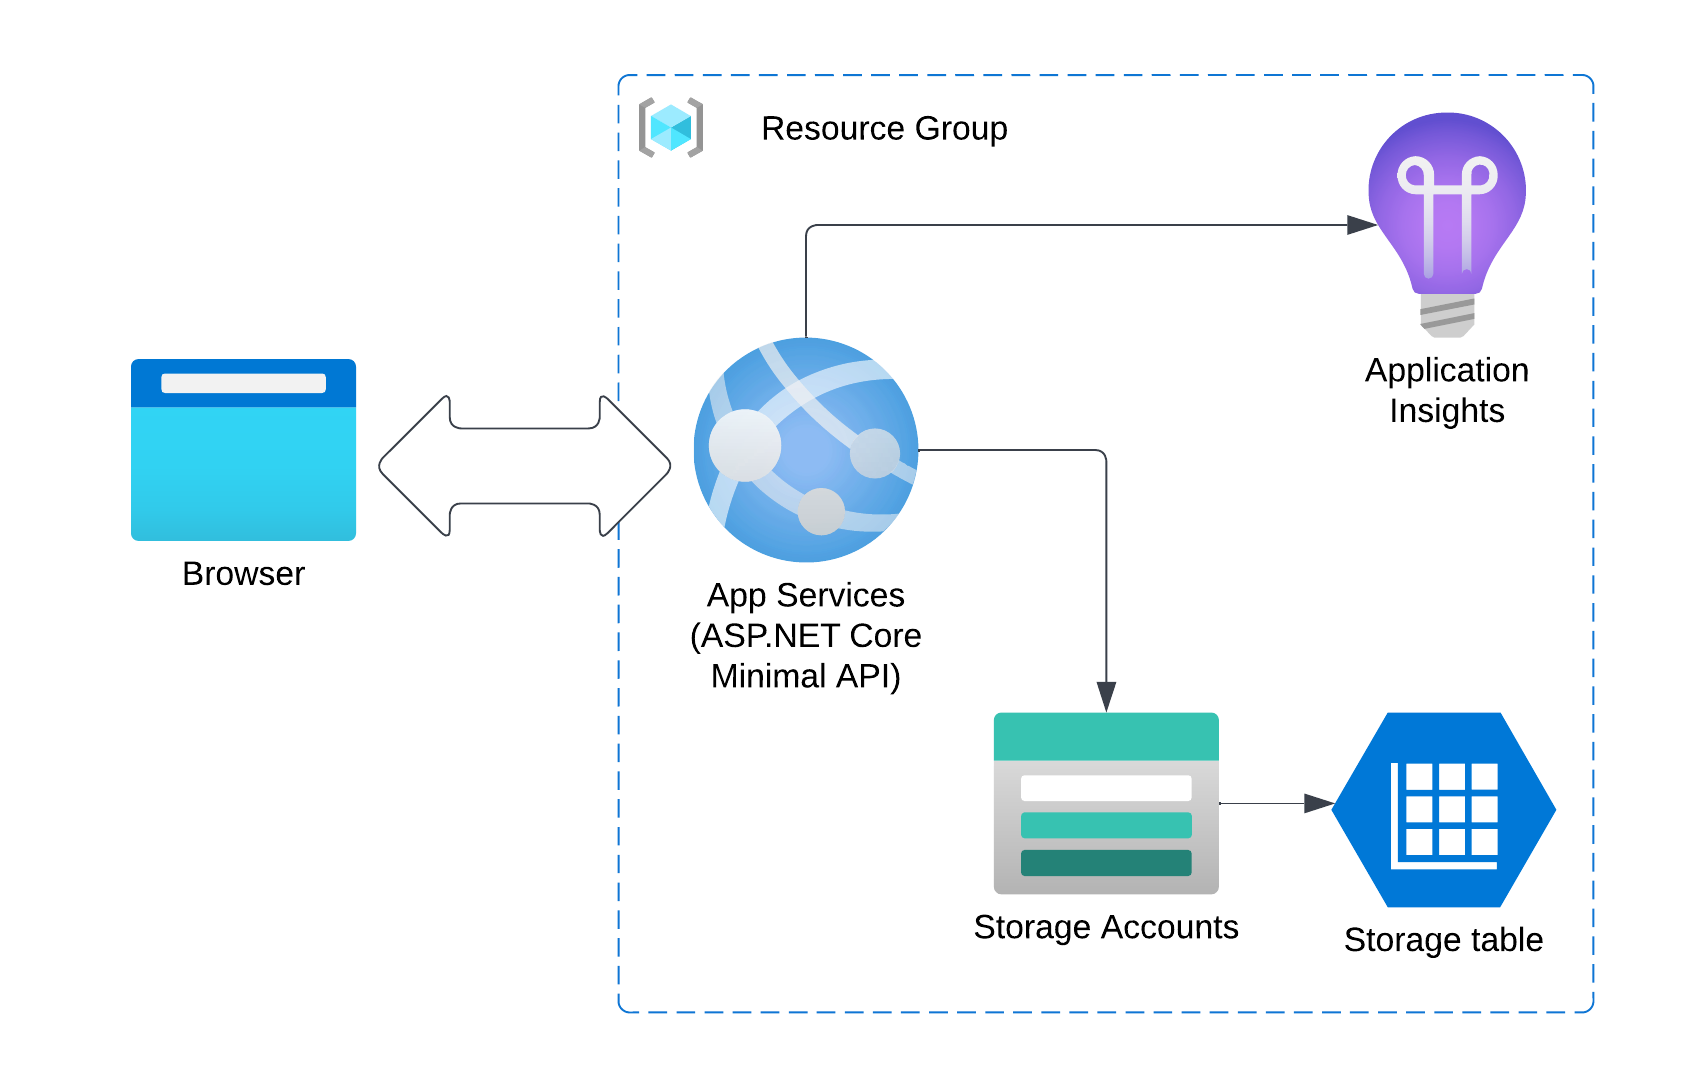 Resource Group
Application
Insights
Browser
App Services
(ASP.NET Core
Minimal API)
Storage Accounts
Storage table